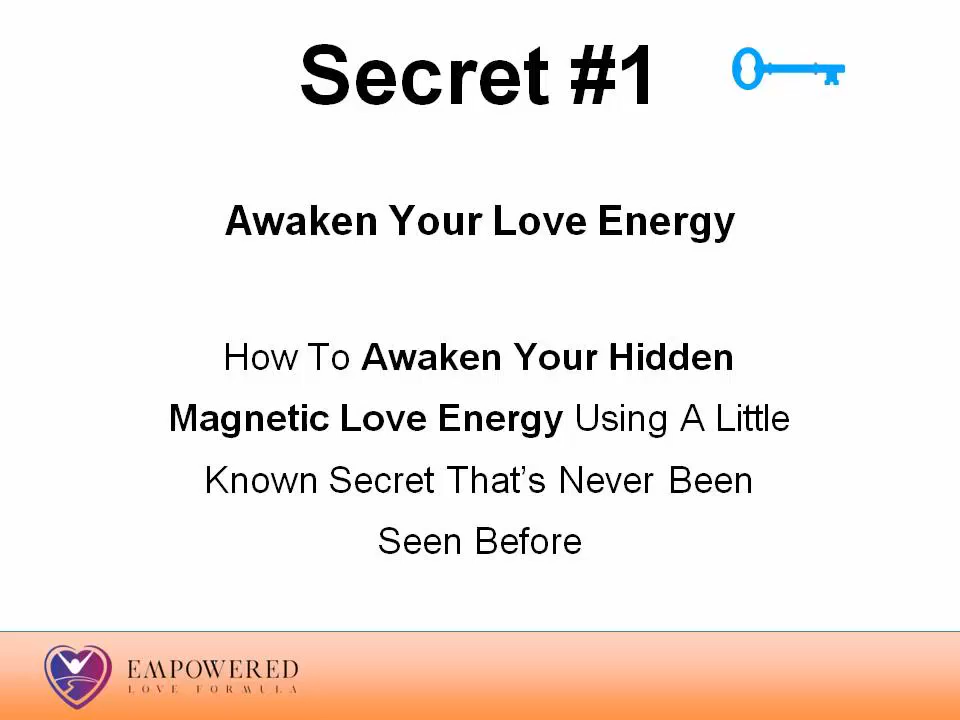 Secret #1
Awaken Your Love Energy
How To Awaken Your Hidden
Magnetic Love Energy Using A Little
Known Secret That’s Never Been
Seen Before
EMPOWERED
LOVE FORMULA